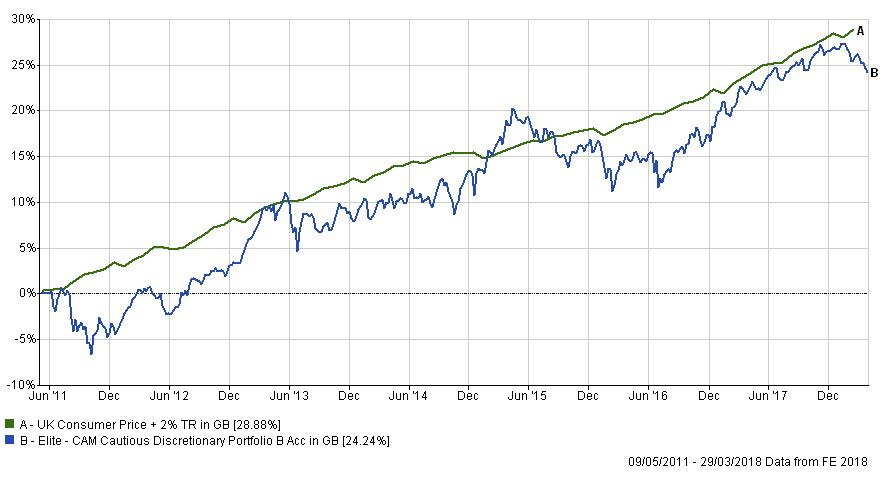 30%
A
25%
B
20%
15%
10%
5%
0%
-5%
-10%
Jun '11 Dec Jun '12 Dec Jun '13 Dec Jun '14 Dec Jun '15 Dec Jun '16 Dec Jun '17 Dec
A - UK Consumer Price + 2% TR in GB [28.88%]
B - Elite - CAM Cautious Discretionary Portfolio B Acc in GB [24.24%]
09/05/2011 - 29/03/2018 Data from FE 2018